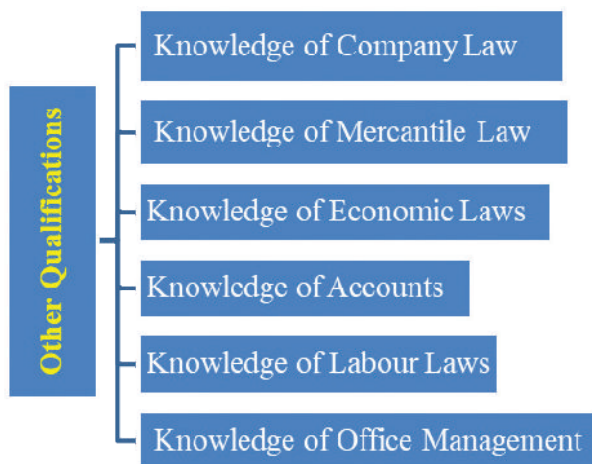 Other Qualifications
Knowledge of Company Law
Knowledge of Mercantile Law
Knowledge of Economic Laws
Knowledge of Accounts
Knowledge of Labour Laws
Knowledge of Office Management